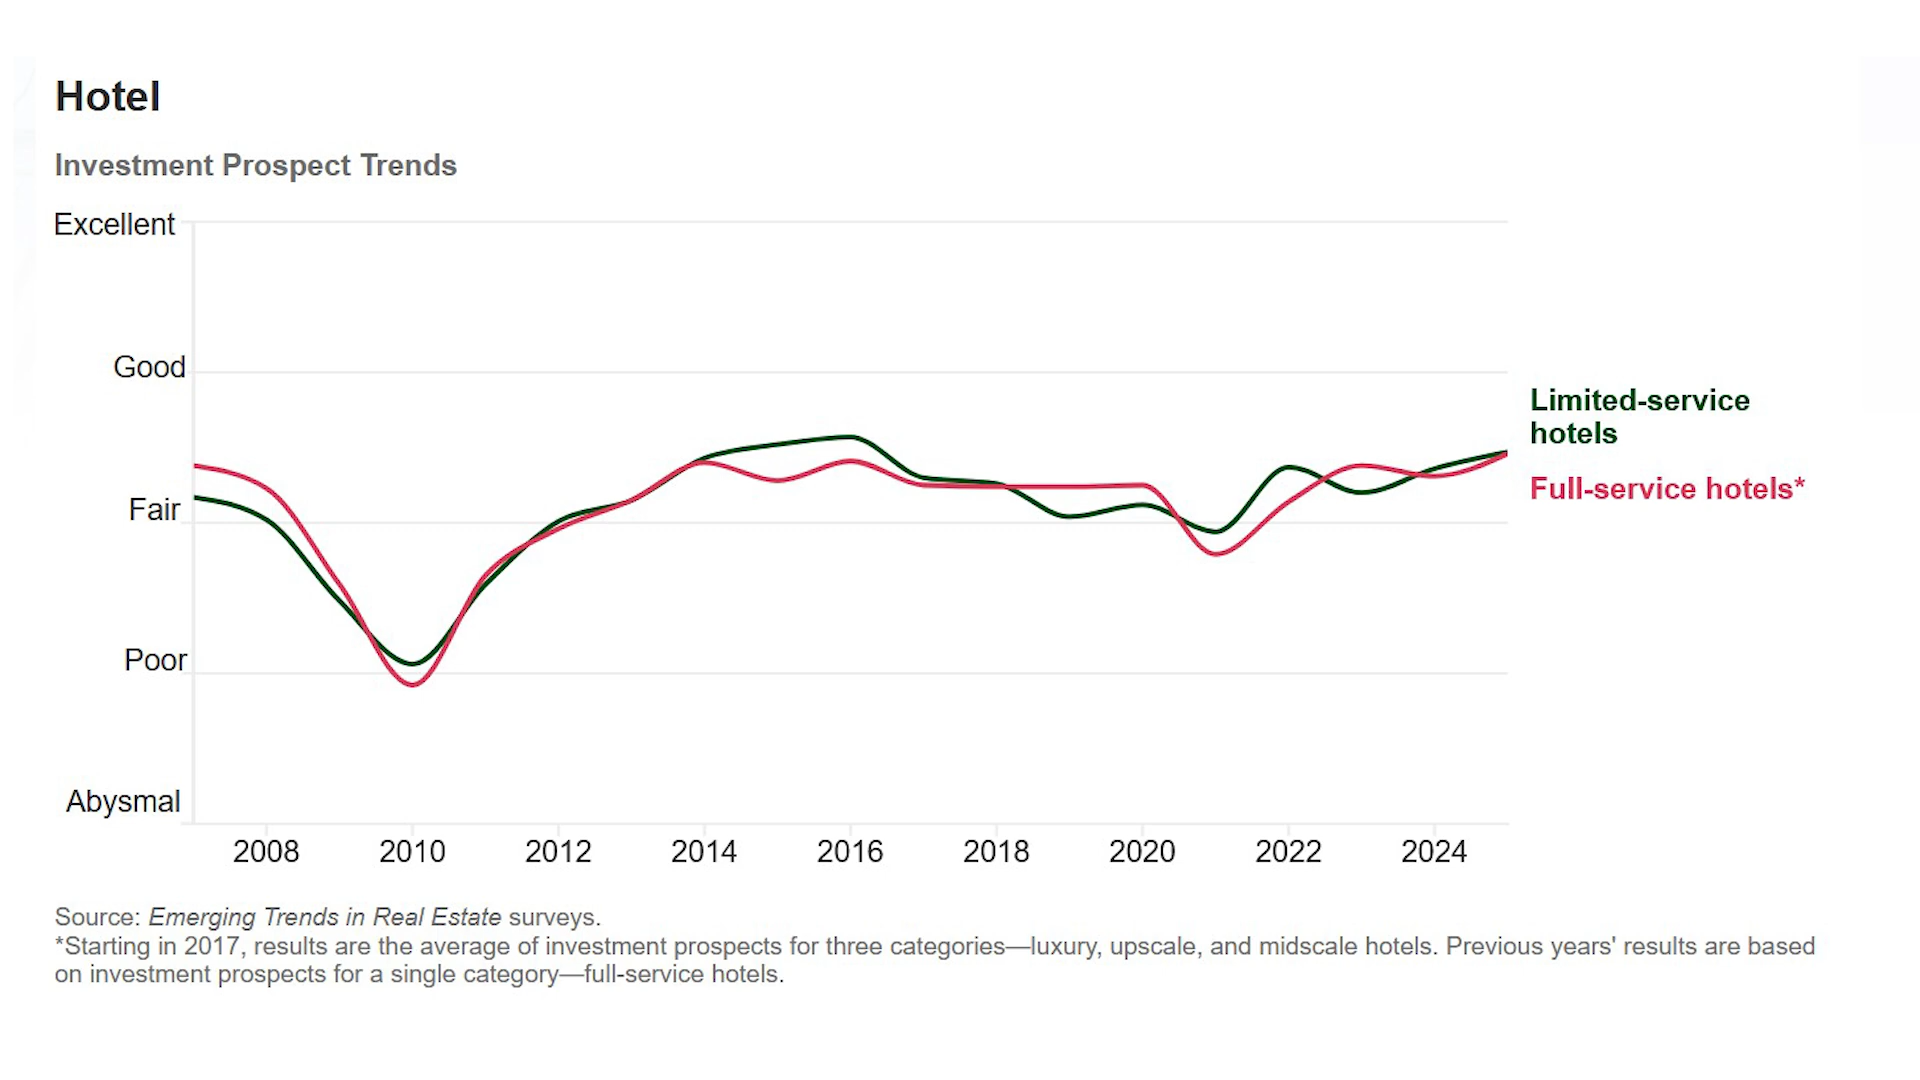 Hotel
Investment Prospect Trends
Excellent
Good
Fair
Poor
Abysmal
2008 2010 2012 2014 2016 2018 2020 2022 2024
Limited-service
hotels
Full-service hotels*
Source: Emerging Trends in Real Estate surveys.
*Starting in 2017, results are the average of investment prospects for three categories—luxury, upscale, and midscale hotels. Previous years' results are based
on investment prospects for a single category—full-service hotels.